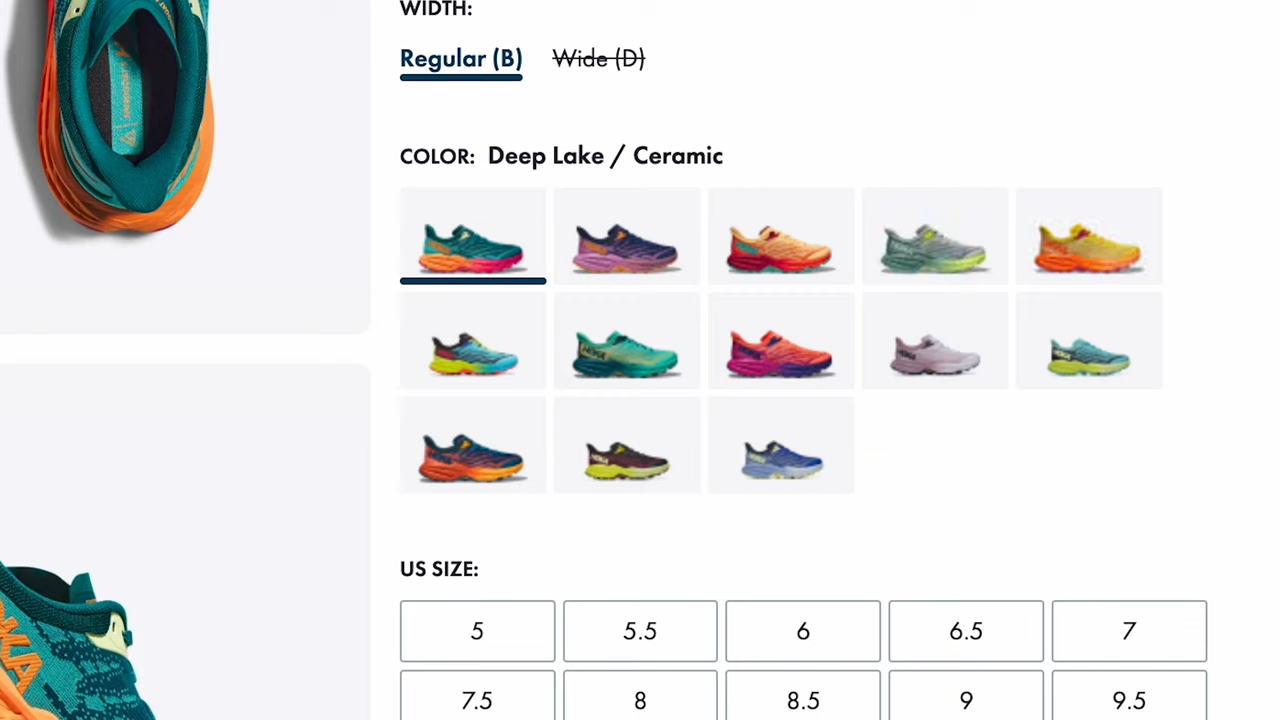 WIDTH:
Regular (B) Wide (D)
COLOR: Deep Lake / Ceramic
US SIZE:
5 5.5 6 6.5 7
7.5 8 8.5 9 9.5